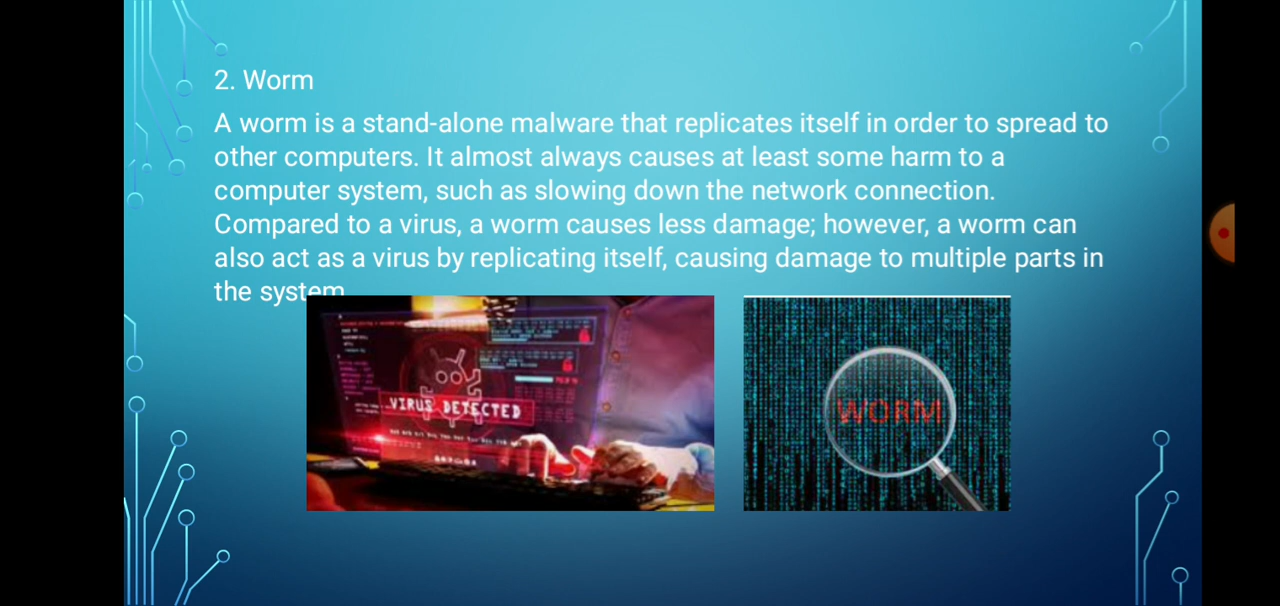 2. Worm
A worm is a stand-alone malware that replicates itself in order to spread to
other computers. It almost always causes at least some harm to a
computer system, such as slowing down the network connection.
Compared to a virus, a worm causes less damage; however, a worm can
also act as a virus by replicating itself, causing damage to multiple parts in
the system
VIRUS DETECTED
WORM